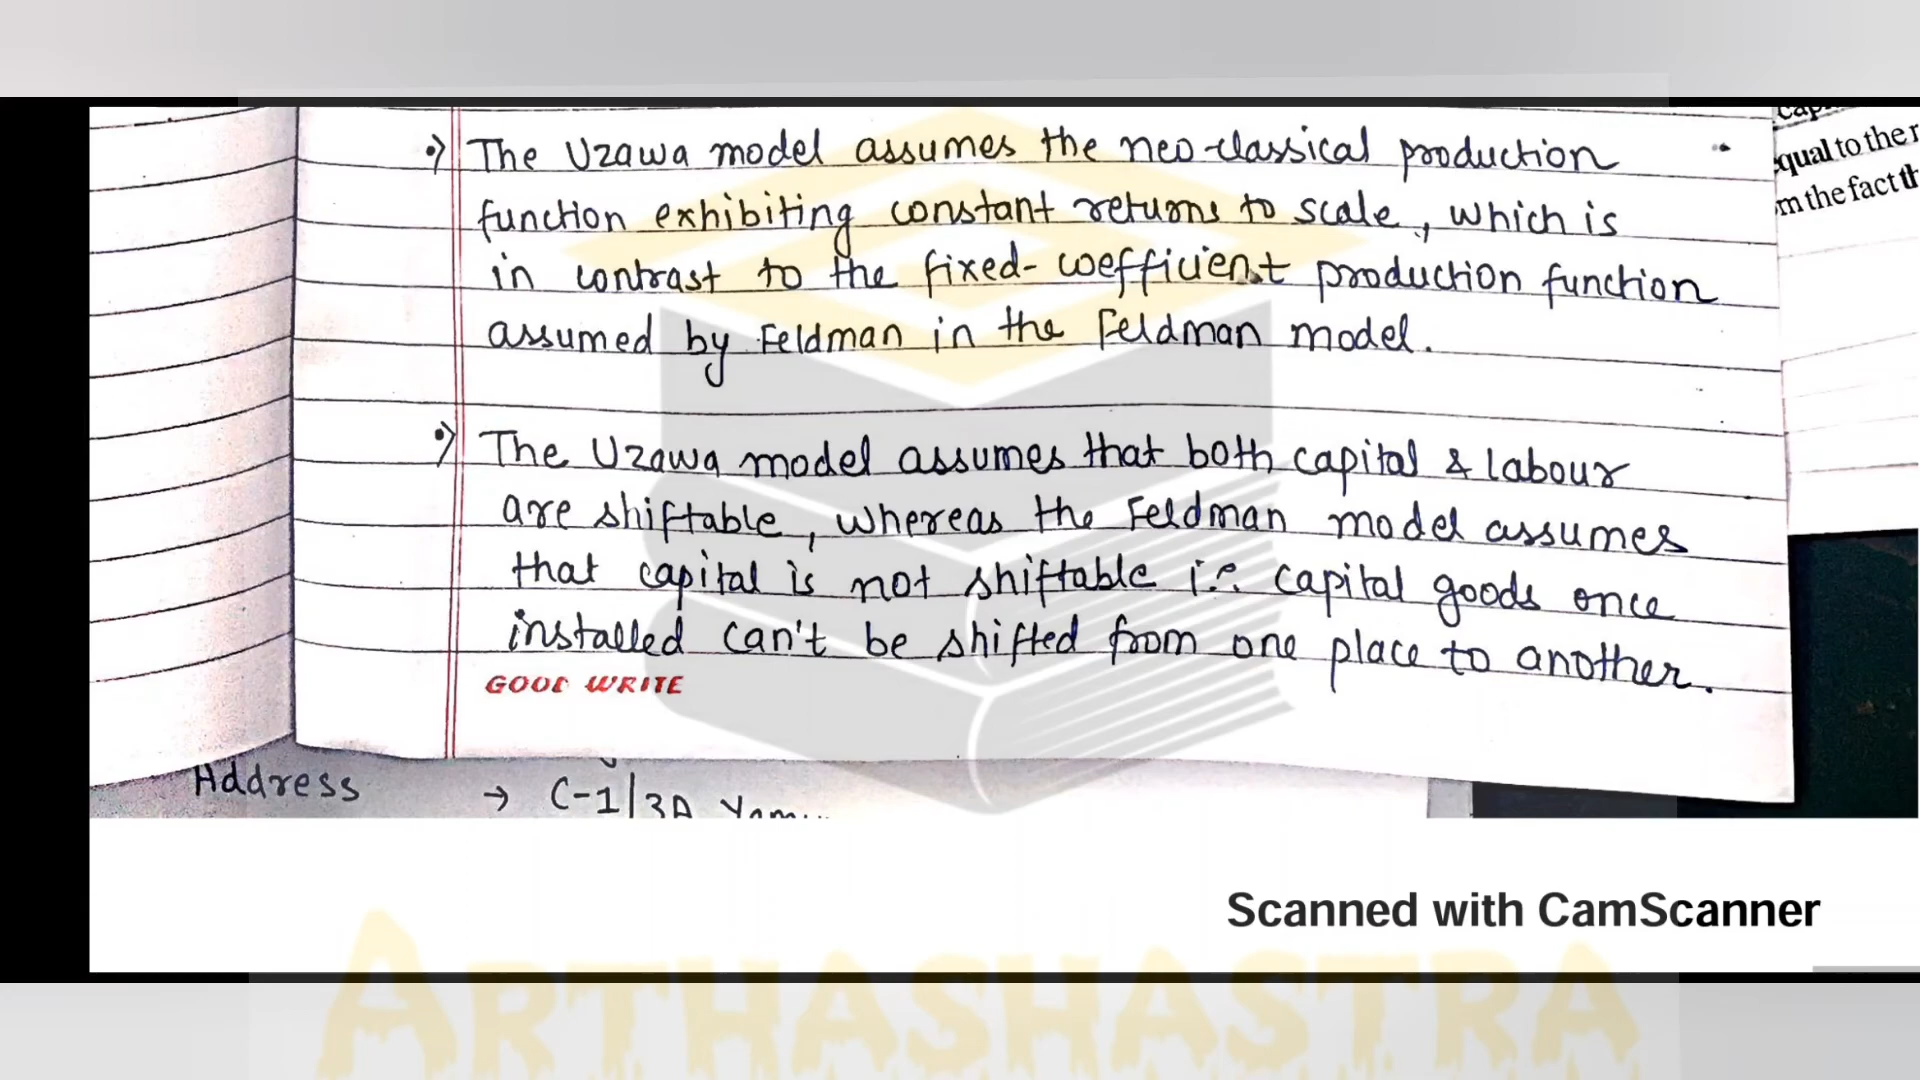 •) The Uzawa model assumes the neo-classical production
function exhibiting constant returns to scale, which is
in contrast to the fixed-coefficient production function
assumed by Feldman in the Feldman model.
•) The Uzawa model assumes that both capital & labour
are shiftable, whereas the Feldman model assumes
that capital is not shiftable i.e. capital goods once
installed can't be shifted from one place to another.
GOOD WRITE
qual to the r
m the fact th
Address → C-1/3A
Scanned with CamScanner
ARTHASHASTRA